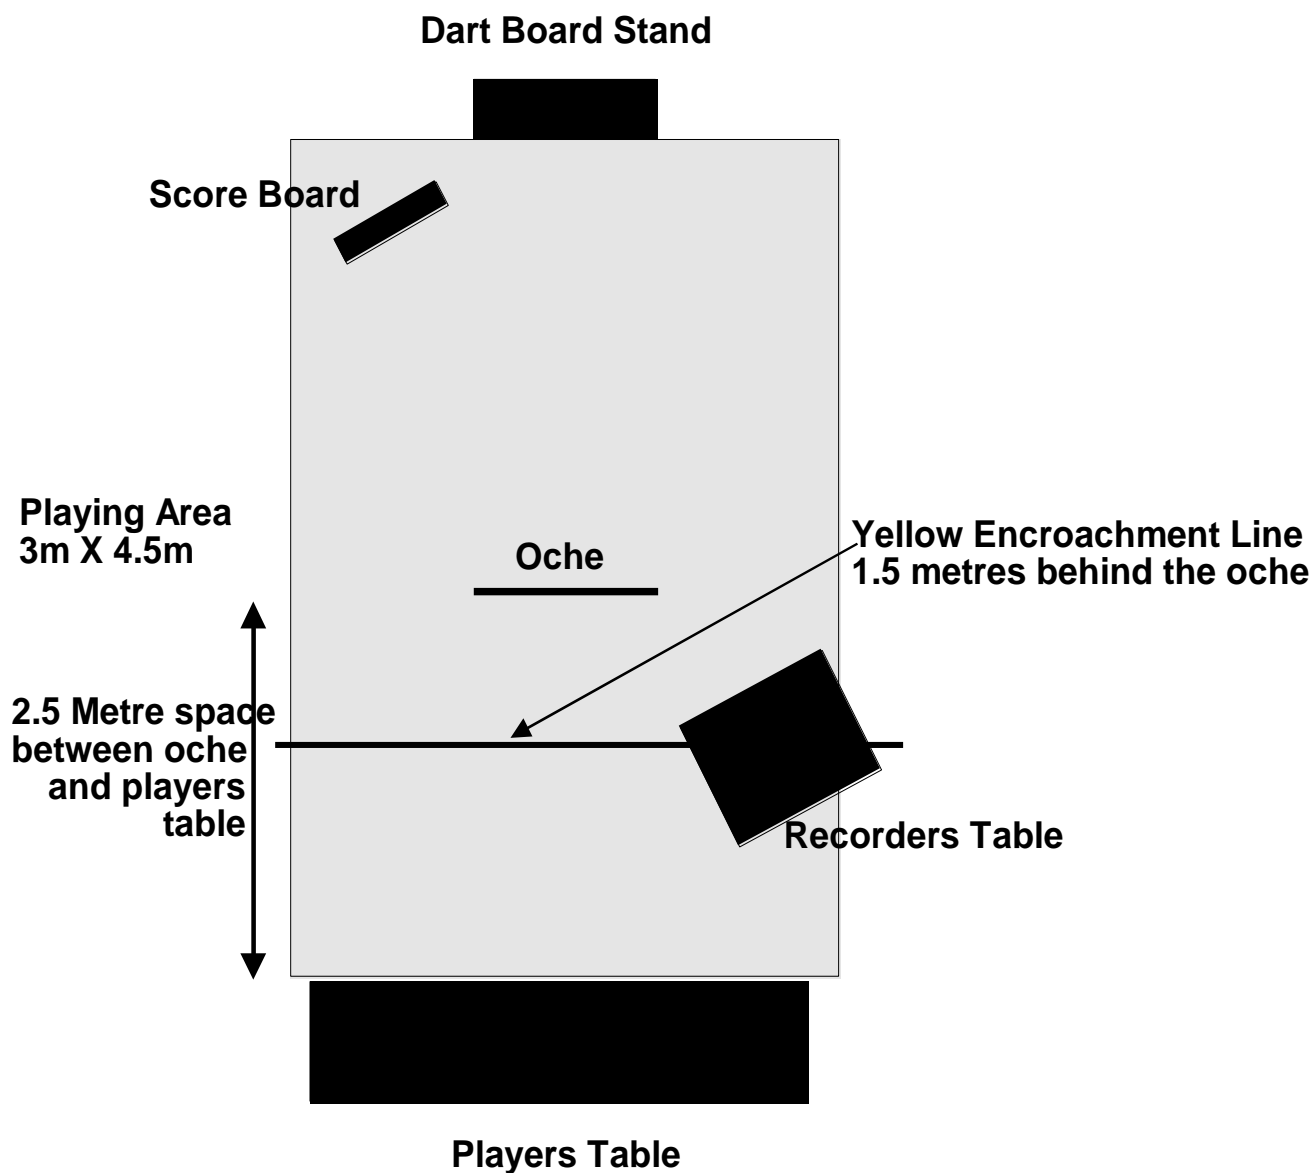 Dart Board Stand
Score Board
Playing Area
3m X 4.5m
Oche
Yellow Encroachment Line
1.5 metres behind the oche
2.5 Metre space
between oche
and players
table
Recorders Table
Players Table